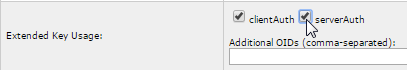 clientAuth serverAuth
Extended Key Usage:
Additional OIDs (comma-separated):